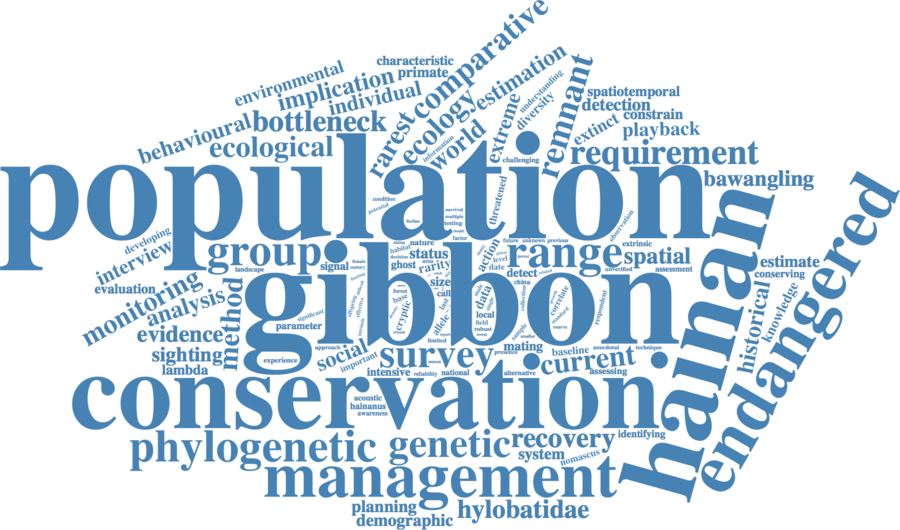 population
gibbon
conservation
hainan
endangered
management
phylogenetic
genetic
comparative
characteristic
primate
environmental
implication
individual
behavioural
bottleneck
ecological
rarest
ecology
estimation
understanding
diversity
information
world
extreme
remnant
spatiotemporal
detection
extinct
constrain
playback
challenging
requirement
bawangling
threatened
condition
potential
survival
multiple
testing
factor
decline
developing
interview
group
landscape
signal
female
century
nature
habitat
decision
status
ghost
rarity
size
call
action
date
level
future
unknown
previous
observation
range
extrinsic
spatial
detect
china
unverified
assessment
estimate
conserving
evaluation
monitoring
analysis
method
evidence
sighting
lambda
significant
parameter
experience
approach
social
important
forest
base
cryptic
last
allele
limited
data
local
field
robust
collection
correlate
standard
respondent
sample
mating
survey
presence
baseline
anecdotal
technique
current
assessing
historical
knowledge
intensive
reliability
national
alternative
acoustic
hainanus
awareness
recovery
identifying
system
nomascus
planning
demographic
hylobatidae